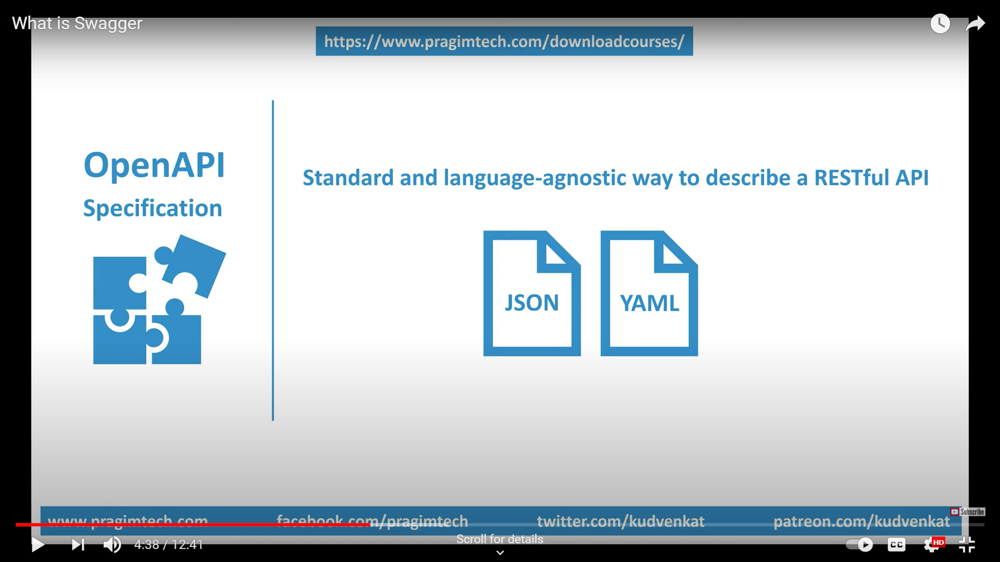 What is Swagger
https://www.pragimtech.com/downloadcourses/
OpenAPI
Specification
Standard and language-agnostic way to describe a RESTful API
JSON
YAML
Subscribe
www.pragimtech.com
facebook.com/pragimtech
twitter.com/kudvenkat
patreon.com/kudvenkat
4:38 / 12:41
Scroll for details
CC
HD